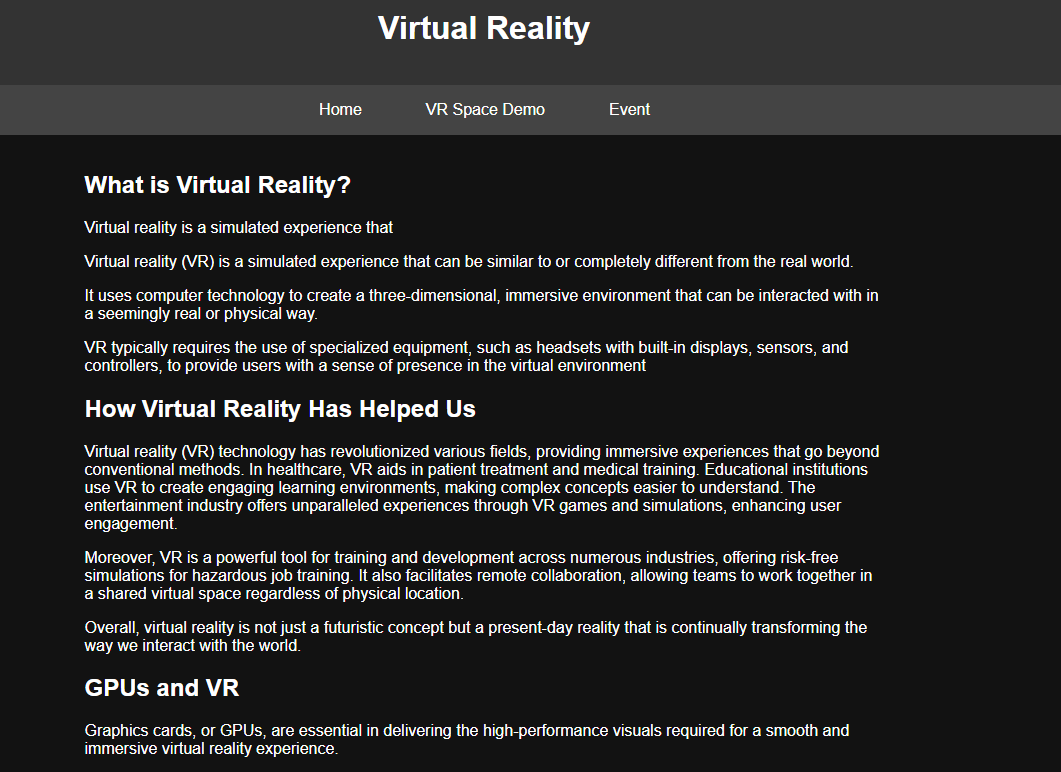 Virtual Reality
Home VR Space Demo Event
What is Virtual Reality?
Virtual reality is a simulated experience that
Virtual reality (VR) is a simulated experience that can be similar to or completely different from the real world.
It uses computer technology to create a three-dimensional, immersive environment that can be interacted with in
a seemingly real or physical way.
VR typically requires the use of specialized equipment, such as headsets with built-in displays, sensors, and
controllers, to provide users with a sense of presence in the virtual environment
How Virtual Reality Has Helped Us
Virtual reality (VR) technology has revolutionized various fields, providing immersive experiences that go beyond
conventional methods. In healthcare, VR aids in patient treatment and medical training. Educational institutions
use VR to create engaging learning environments, making complex concepts easier to understand. The
entertainment industry offers unparalleled experiences through VR games and simulations, enhancing user
engagement.
Moreover, VR is a powerful tool for training and development across numerous industries, offering risk-free
simulations for hazardous job training. It also facilitates remote collaboration, allowing teams to work together in
a shared virtual space regardless of physical location.
Overall, virtual reality is not just a futuristic concept but a present-day reality that is continually transforming the
way we interact with the world.
GPUs and VR
Graphics cards, or GPUs, are essential in delivering the high-performance visuals required for a smooth and
immersive virtual reality experience.